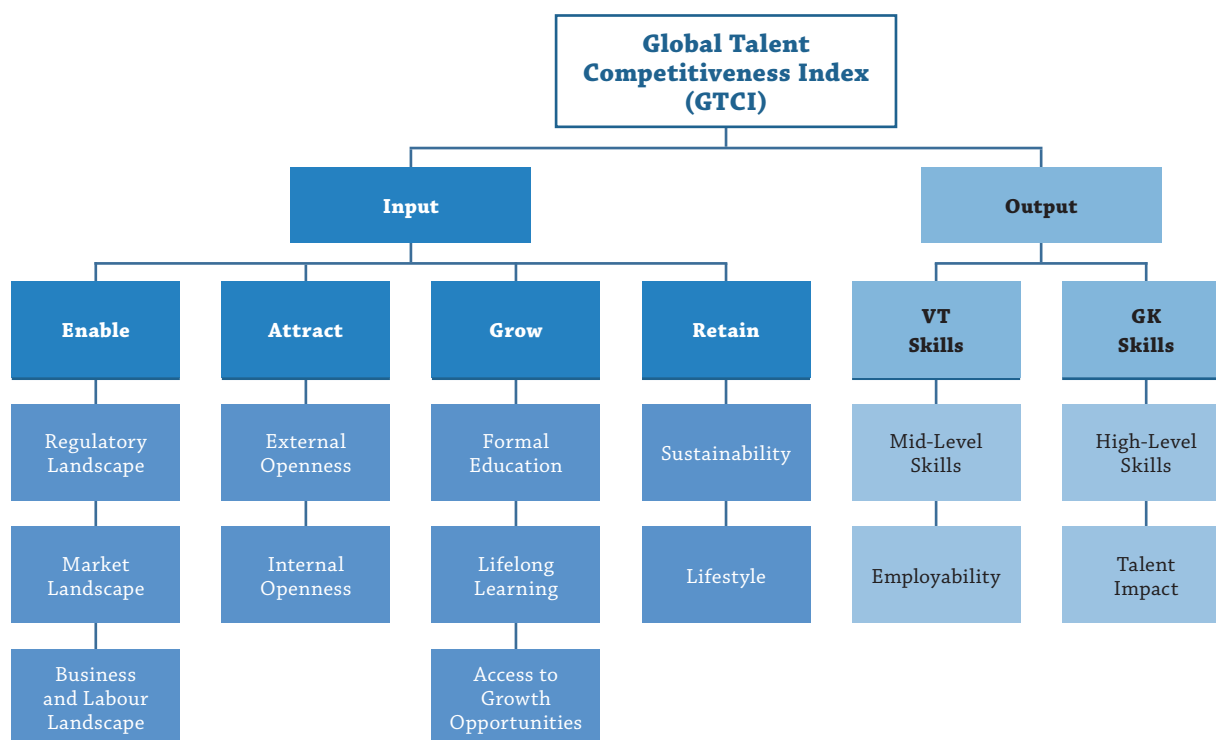 Global Talent
Competitiveness Index
(GTCI)
Input
Output
Enable
Attract
Grow
Retain
VT
Skills
GK
Skills
Regulatory
Landscape
External
Openness
Formal
Education
Sustainability
Mid-Level
Skills
High-Level
Skills
Market
Landscape
Internal
Openness
Lifelong
Learning
Lifestyle
Employability
Talent
Impact
Business
and Labour
Landscape
Access to
Growth
Opportunities